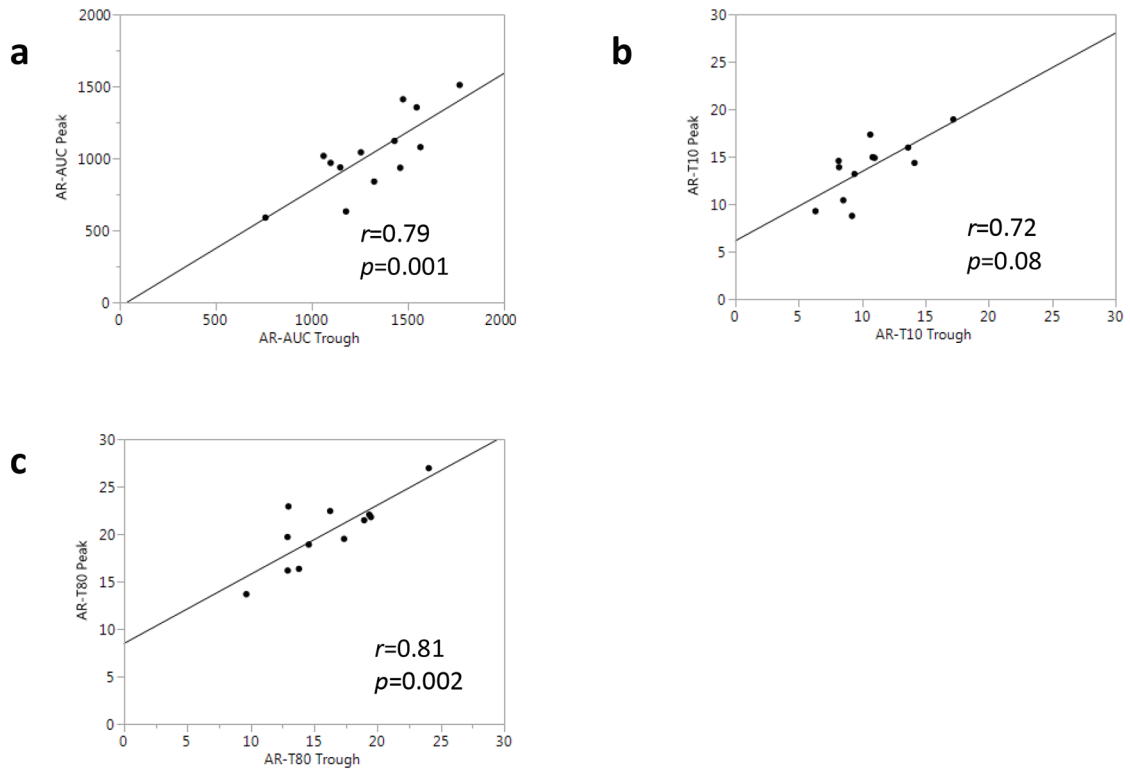 a
2000
1500
1000
500
0
AR-AUC Peak
r=0.79
p=0.001
0 500 1000 1500 2000
AR-AUC Trough
b
30
25
20
15
10
5
0
AR-T10 Peak
r=0.72
p=0.08
0 5 10 15 20 25 30
AR-T10 Trough
c
30
25
20
15
10
5
0
AR-T80 Peak
r=0.81
p=0.002
0 5 10 15 20 25 30
AR-T80 Trough